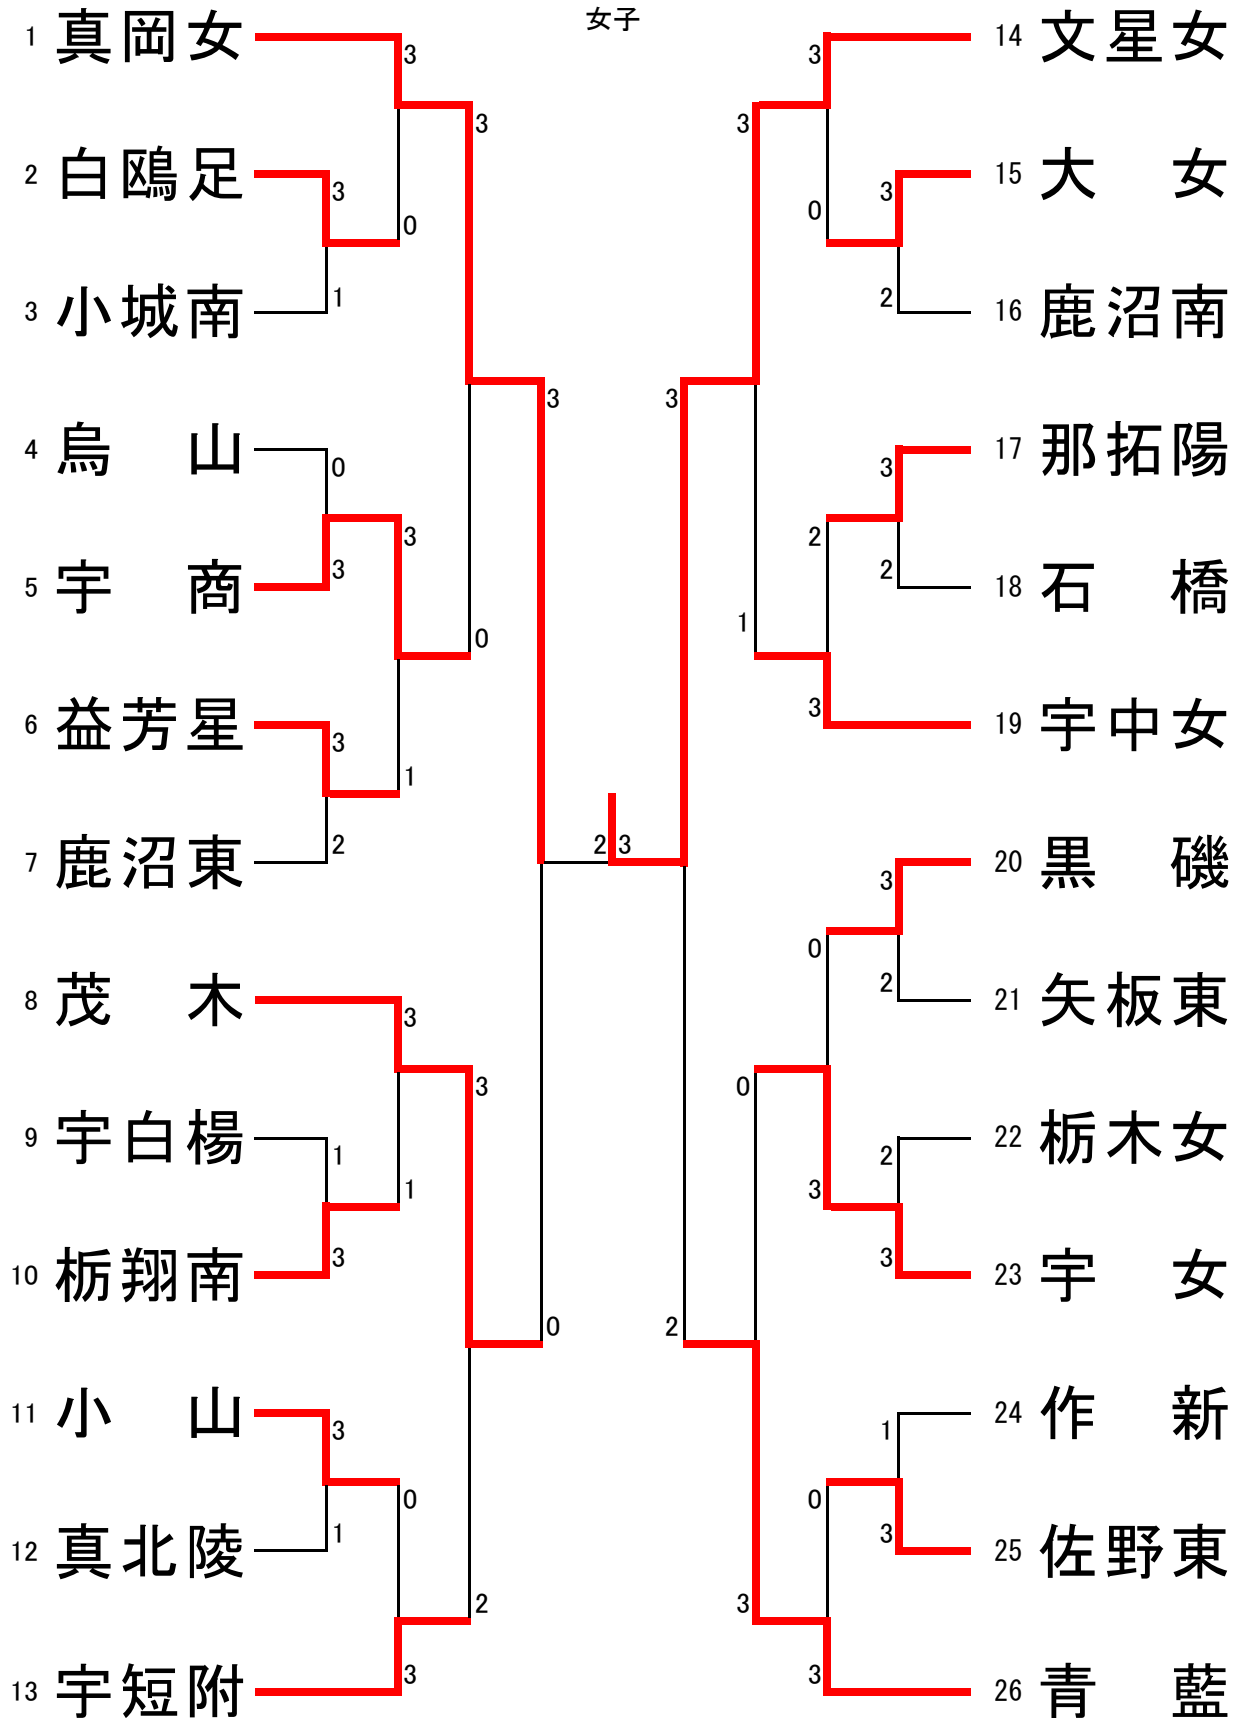 女子
1 真岡女
3
3
2 白鴎足
3
0
3 小城南
1
3
4 烏 山
0
3
5 宇 商
3
0
6 益芳星
3
1
7 鹿沼東
2
2 3
8 茂 木
3
3
9 宇白楊
1
1
10 栃翔南
3
0
11 小 山
3
0
12 真北陵
1
2
13 宇短附
3
14 文星女
3
3
15 大 女
3
0
16 鹿沼南
2
3
17 那拓陽
3
2
18 石 橋
2
1
19 宇中女
3
20 黒 磯
3
0
21 矢板東
2
0
22 栃木女
2
3
23 宇 女
3
2
24 作 新
1
0
25 佐野東
3
3
26 青 藍
3